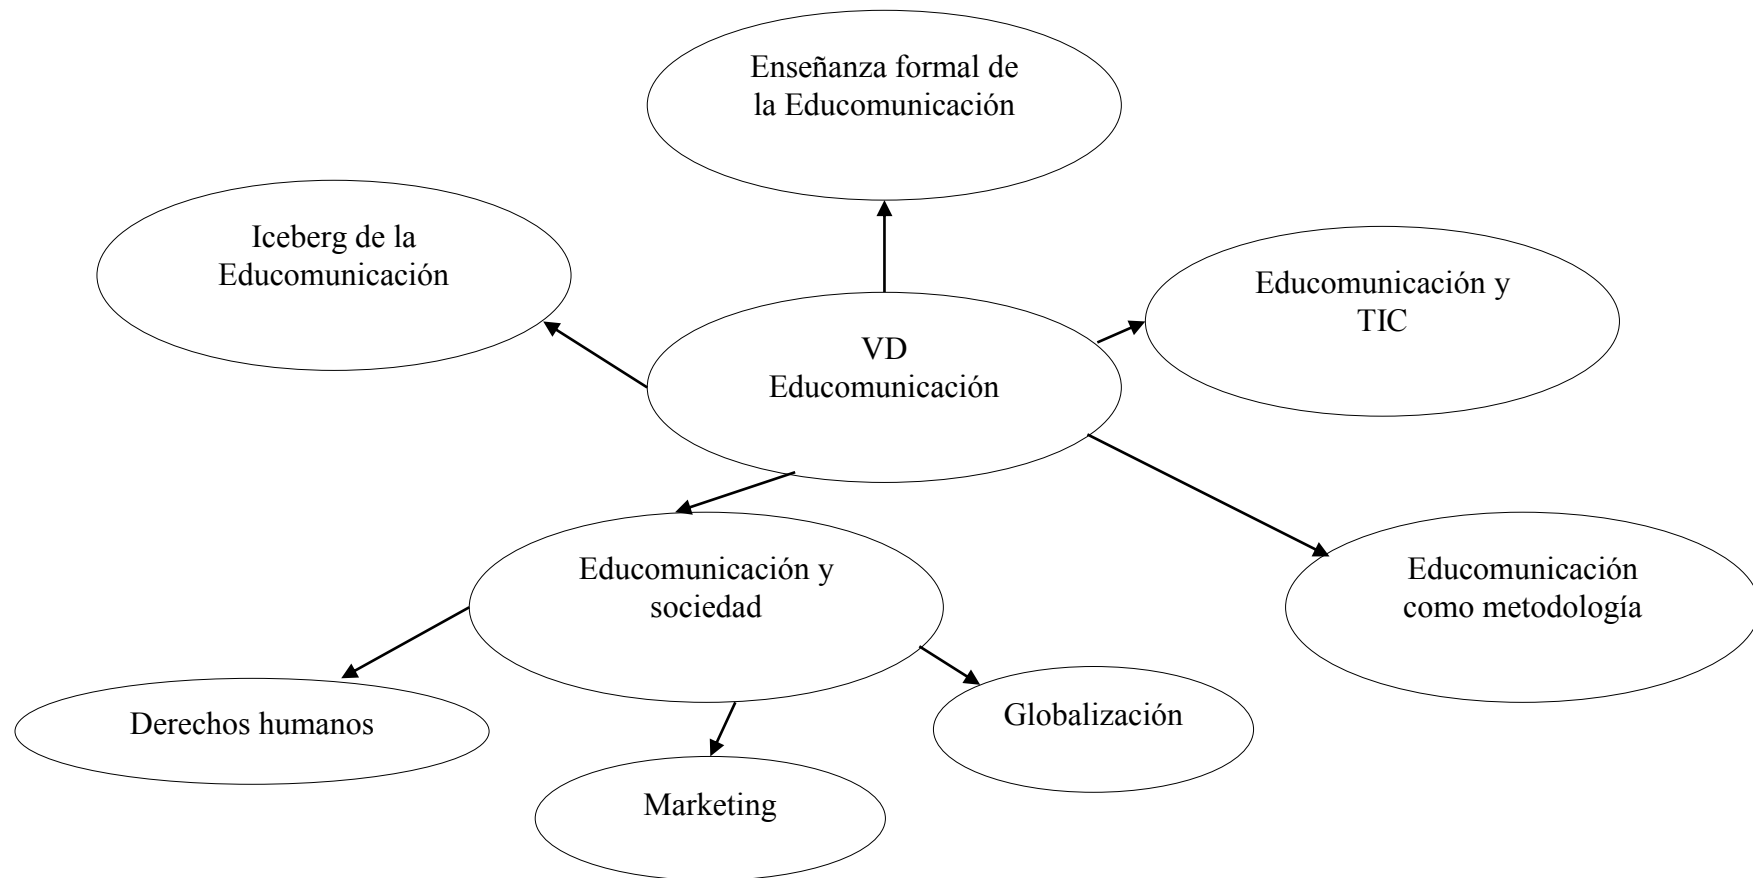 Enseñanza formal de
la Educomunicación
Iceberg de la
Educomunicación
Educomunicación y
TIC
VD
Educomunicación
Educomunicación y
sociedad
Educomunicación
como metodología
Derechos humanos
Globalización
Marketing